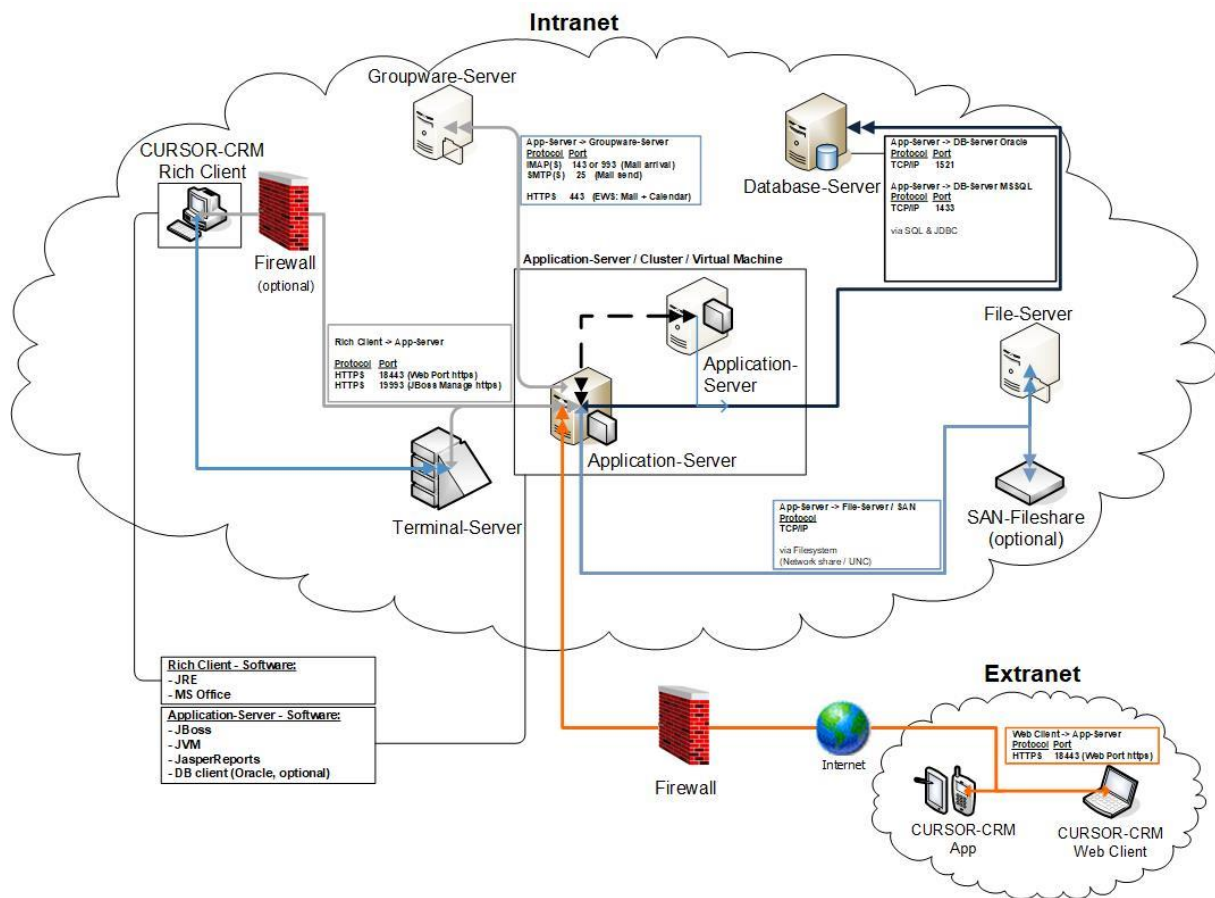 Intranet
Groupware-Server
CURSOR-CRM
Rich Client
Firewall
(optional)
App-Server -> Groupware-Server
Protocol Port
IMAP(S) 143 or 993 (Mail arrival)
SMTP(S) 25 (Mail send)
HTTPS 443 (EWS: Mail + Calendar)
Database-Server
App-Server -> DB-Server Oracle
Protocol Port
TCP/IP 1521
App-Server -> DB-Server MSSQL
Protocol Port
TCP/IP 1433
via SQL & JDBC
Application-Server / Cluster / Virtual Machine
Application-
Server
Application-Server
File-Server
Rich Client -> App-Server
Protocol Port
HTTPS 18443 (Web Port https)
HTTPS 19993 (JBoss Manage https)
Terminal-Server
App-Server -> File-Server / SAN
Protocol
TCP/IP
via Filesystem
(Network share / UNC)
SAN-Fileshare
(optional)
Rich Client - Software:
- JRE
- MS Office
Application-Server - Software:
- JBoss
- JVM
- JasperReports
- DB client (Oracle, optional)
Firewall
Internet
Extranet
Web Client -> App-Server
Protocol Port
HTTPS 18443 (Web Port https)
CURSOR-CRM
App
CURSOR-CRM
Web Client